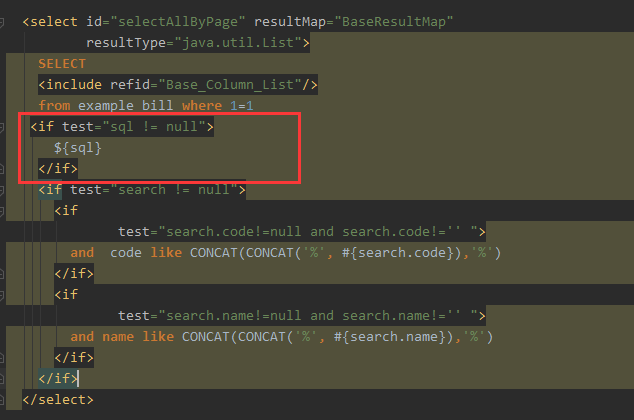 <select id="selectAllByPage" resultMap="BaseResultMap"
resultType="java.util.List">
SELECT
<include refid="Base_Column_List"/>
from example bill where 1=1
<if test="sql != null">
${sql}
</if>
<if test="search != null">
<if
test="search.code!=null and search.code!='' ">
and  code like CONCAT(CONCAT('%', #{search.code}),'%')
</if>
<if
test="search.name!=null and search.name!='' ">
and name like CONCAT(CONCAT('%', #{search.name}),'%')
</if>
</if>
</select>